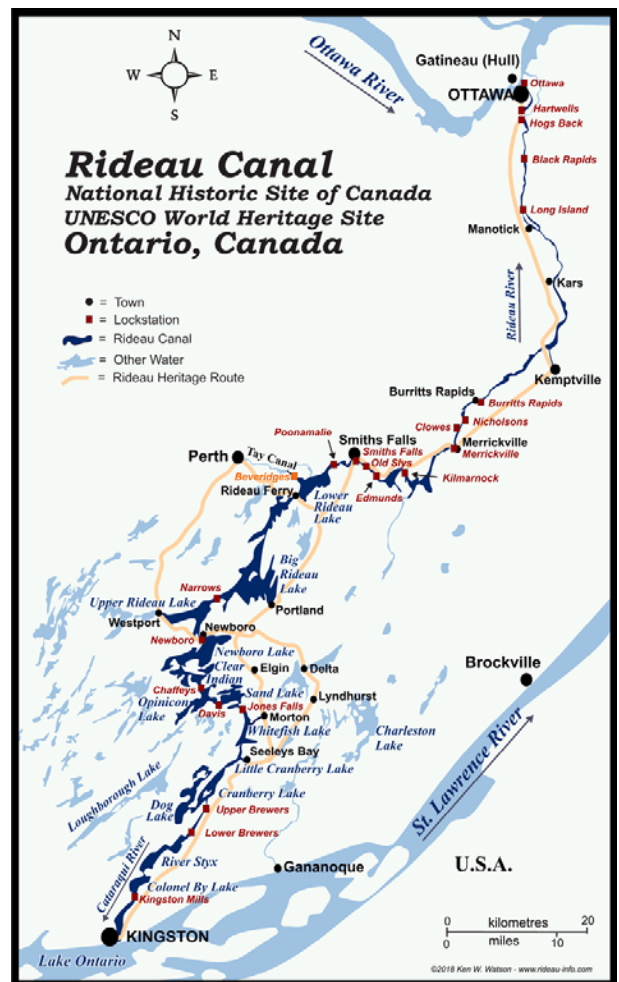 N
W E
S
Ottawa River
Gatineau (Hull)
Ottawa
OTTAWA
Hartwells
Hogs Back
Black Rapids
Long Island
Manotick
Kars
Rideau River
Kemptville
Rideau Canal
National Historic Site of Canada
UNESCO World Heritage Site
Ontario, Canada
= Town
= Lockstation
= Rideau Canal
= Other Water
= Rideau Heritage Route
Burritts Rapids
Burritts Rapids
Nicholsons
Clowes
Merrickville
Merrickville
Poonamalie
Smiths Falls
Smiths Falls
Old Slys
Edmunds
Kilmarnock
Perth
Tay Canal
Beveridges
Rideau Ferry
Lower
Rideau
Lake
Big
Rideau
Lake
Narrows
Upper Rideau Lake
Portland
Westport
Newboro
Newboro
Newboro Lake
Clear
Indian
Elgin
Delta
Brockville
Chaffeys
Sand Lake
Opinicon
Lake
Davis
Jones Falls
Lyndhurst
Morton
Whitefish Lake
Charleston
Lake
Seeleys Bay
Little Cranberry Lake
Loughborough Lake
Cranberry Lake
Dog
Lake
Upper Brewers
Lower Brewers
St. Lawrence River
Cataraqui River
River Styx
Gananoque
U.S.A.
Colonel By Lake
Kingston Mills
KINGSTON
Lake Ontario
0 kilometres 20
0 miles 10
©2018 Ken W. Watson - www.rideau-info.com